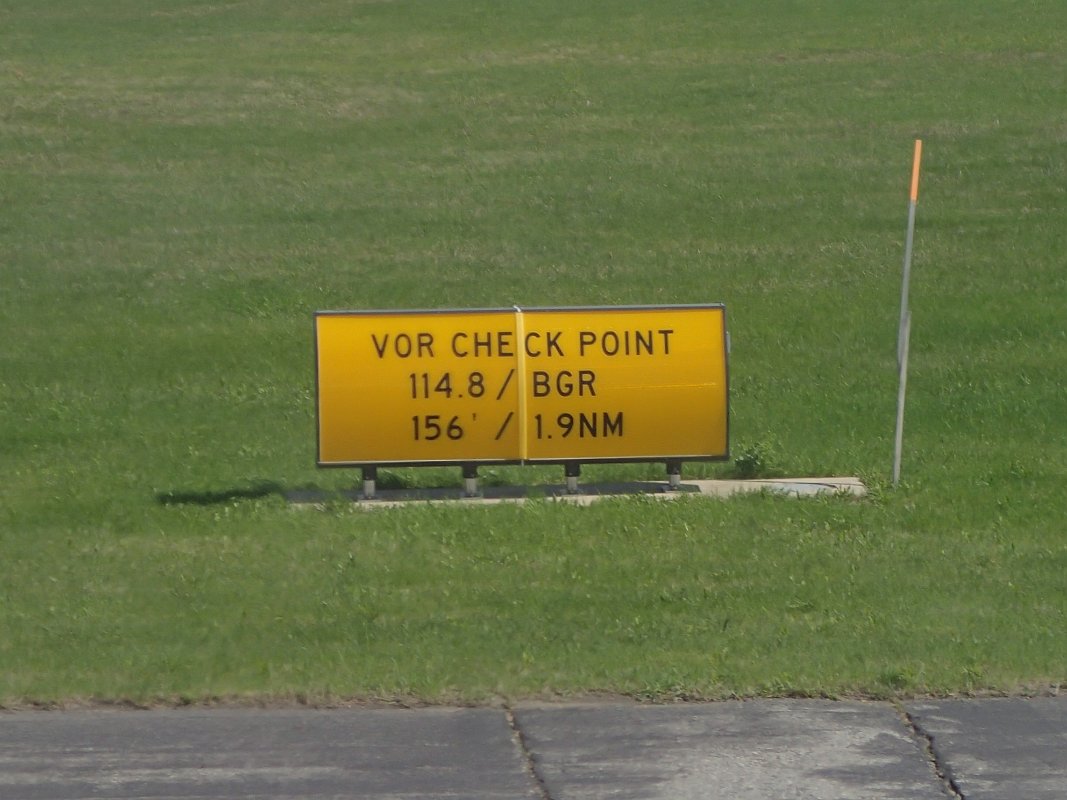 VOR CHECK POINT
114.8 / BGR
156' / 1.9NM